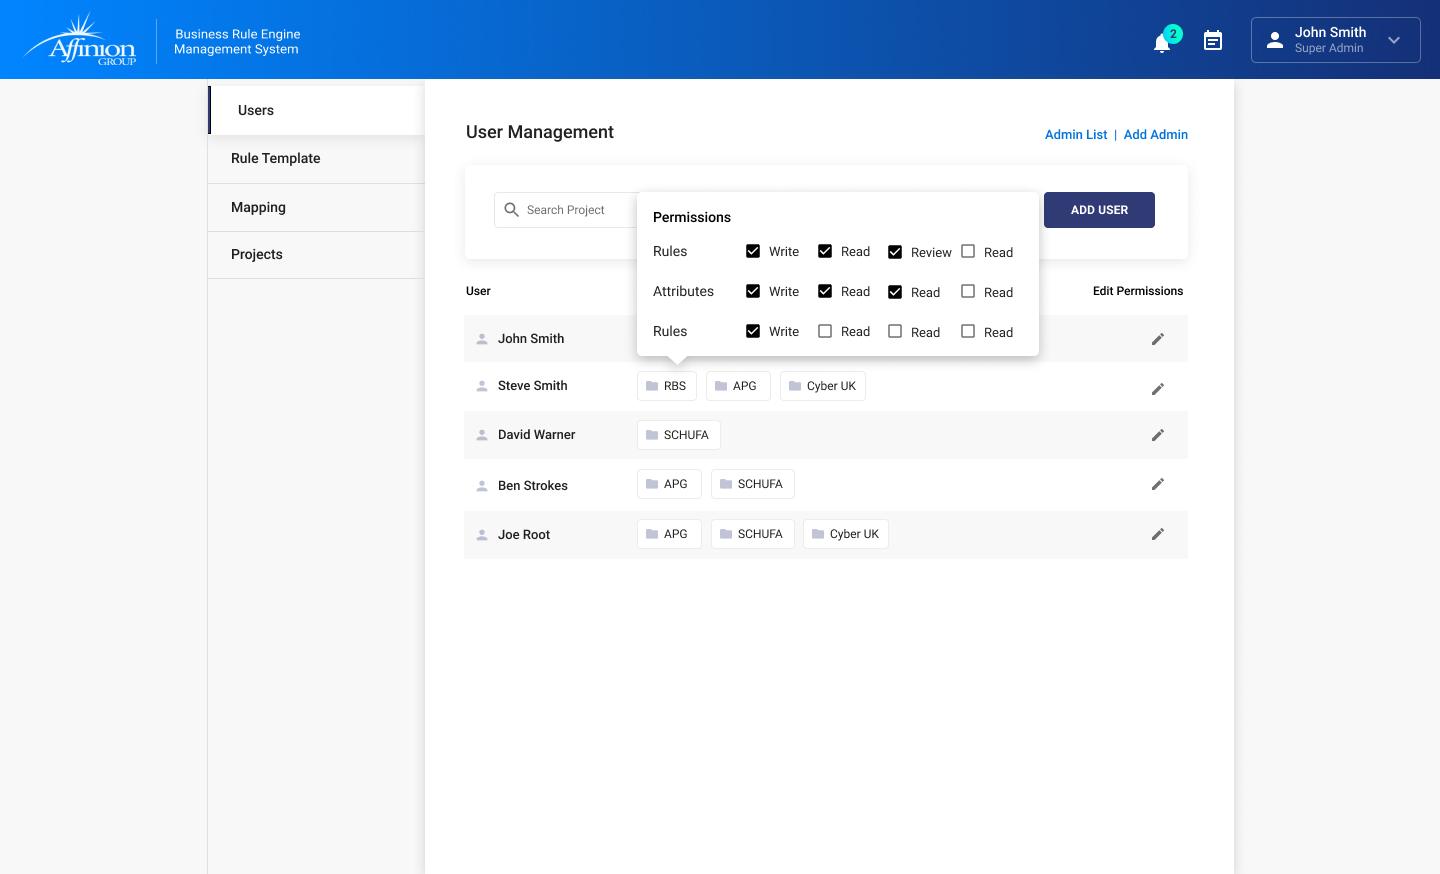 Affinion
GROUP
Business Rule Engine
Management System
2
John Smith
Super Admin
Users
Rule Template
Mapping
Projects
User Management
Admin List | Add Admin
Search Project
ADD USER
Permissions
Rules Write Read Review Read
Attributes Write Read Read Read
Rules Write Read Read Read
User
Edit Permissions
John Smith
Steve Smith RBS APG Cyber UK
David Warner SCHUFA
Ben Strokes APG SCHUFA
Joe Root APG SCHUFA Cyber UK